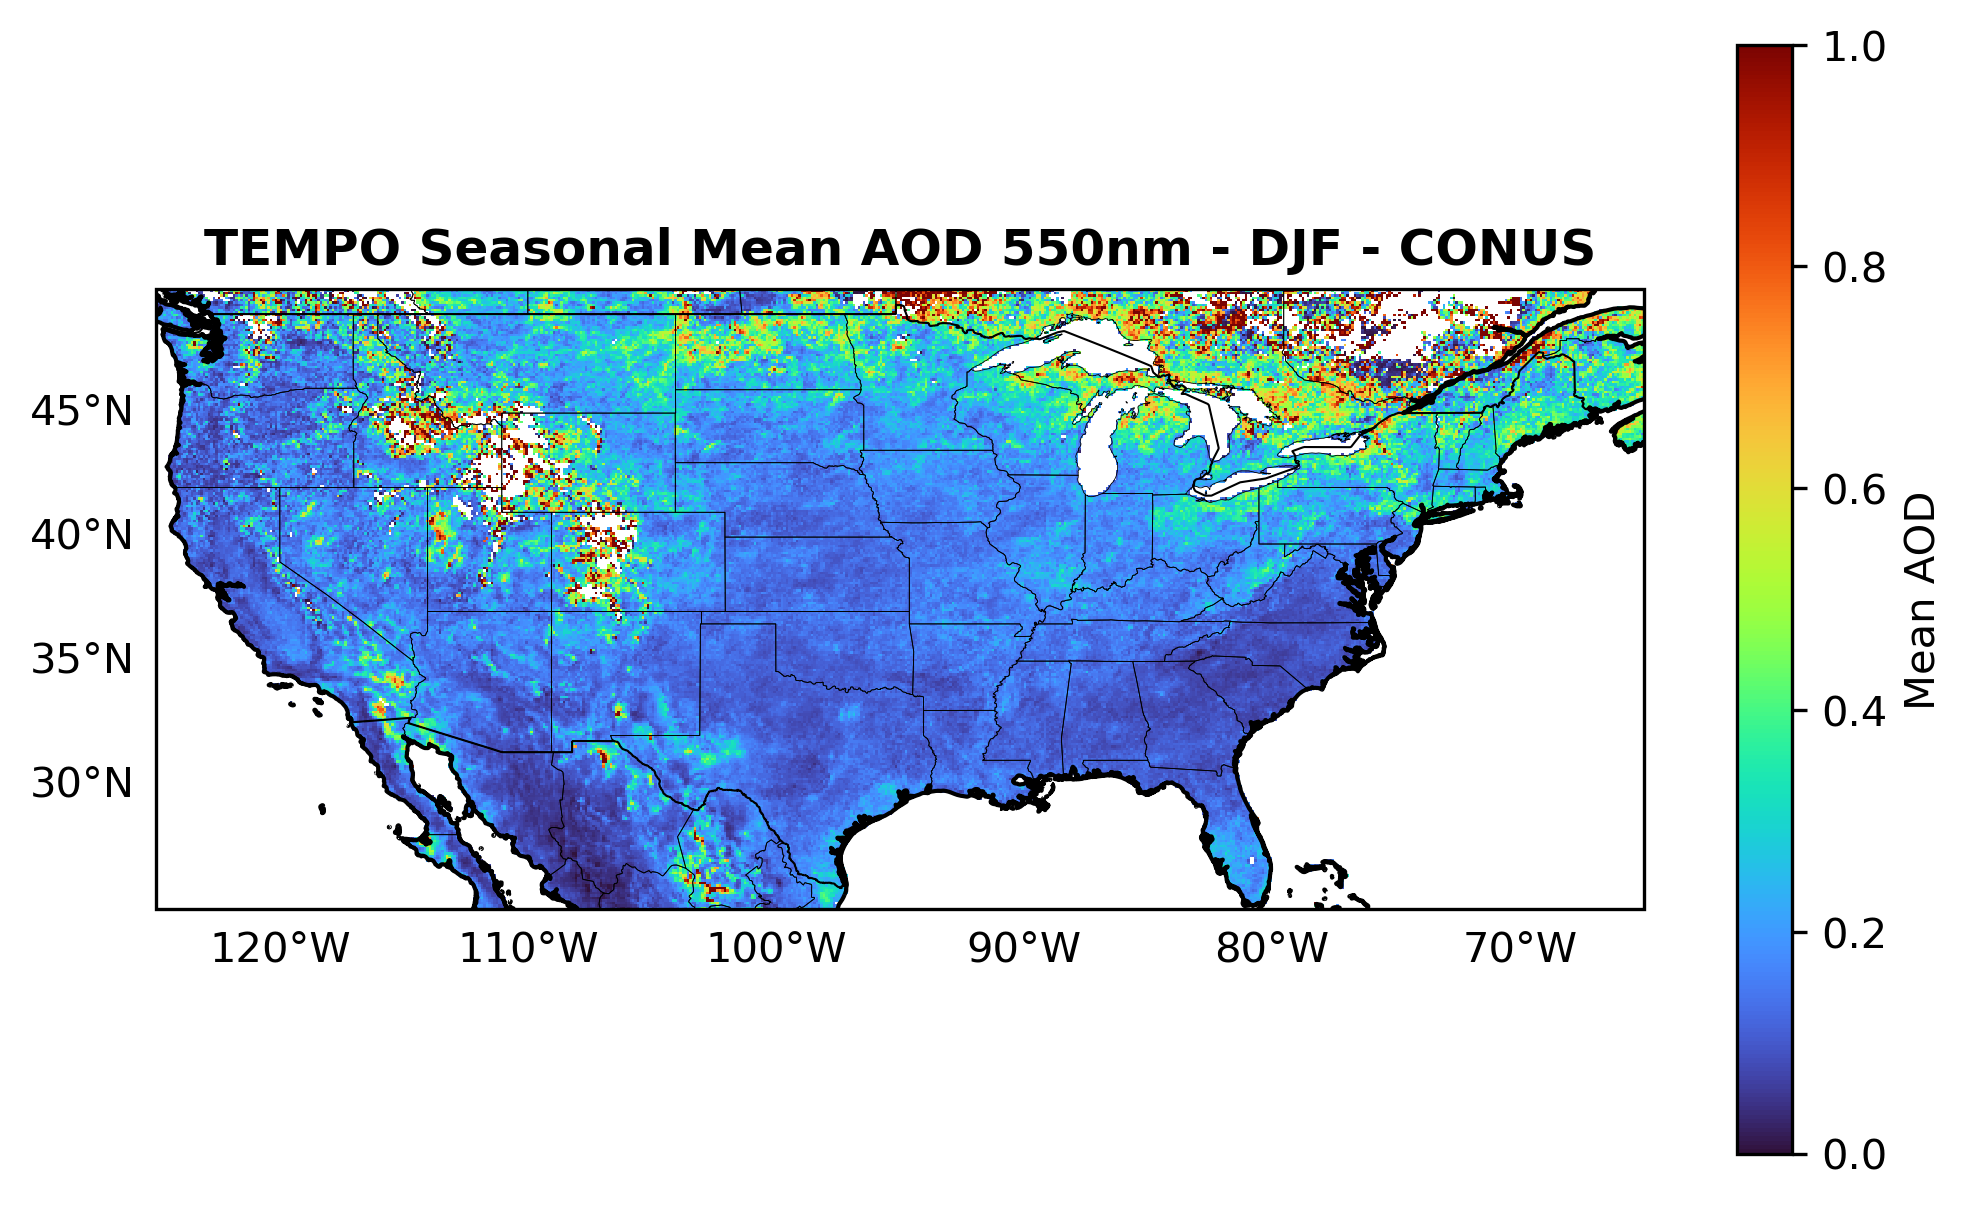 TEMPO Seasonal Mean AOD 550nm - DJF - CONUS
45°N
40°N
35°N
30°N
120°W 110°W 100°W 90°W 80°W 70°W
1.0
0.8
0.6
0.4
0.2
0.0
Mean AOD